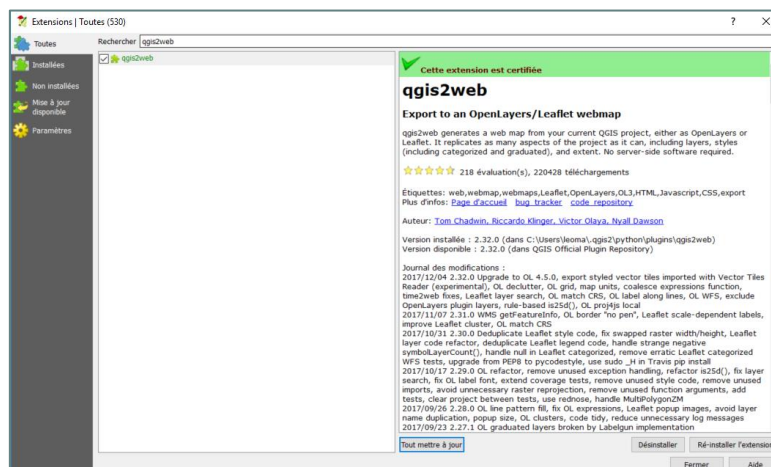 Extensions | Toutes (530)
? X
Toutes
Installées
Non installées
Mise à jour
disponible
Paramètres
Rechercher qgis2web
qgis2web
Cette extension est certifiée
qgis2web
Export to an OpenLayers/Leaflet webmap
qgis2web generates a web map from your current QGIS project, either as OpenLayers or
Leaflet. It replicates as many aspects of the project as it can, including layers, styles
(including categorized and graduated), and extent. No server-side software required.
218 évaluation(s), 220428 téléchargements
Étiquettes: web,webmap,webmaps,Leaflet,OpenLayers,OL3,HTML,Javascript,CSS,export
Plus d'infos: Page d'accueil bug tracker code repository
Auteur: Tom Chadwin, Riccardo Klinger, Victor Olaya, Nyall Dawson
Version installée : 2.32.0 (dans C:\Users\leoma\.qgis2\python\plugins\qgis2web)
Version disponible : 2.32.0 (dans QGIS Official Plugin Repository)
Journal des modifications :
2017/12/04 2.32.0 Upgrade to OL 4.5.0, export styled vector tiles imported with Vector Tiles
Reader (experimental), OL declutter, OL grid, map units, coalesce expressions function,
time2web fixes, Leaflet layer search, OL match CRS, OL label along lines, OL WFS, exclude
OpenLayers plugin layers, rule-based is25d(), OL proj4js local
2017/11/07 2.31.0 WMS getFeatureInfo, OL border "no pen", Leaflet scale-dependent labels,
improve Leaflet cluster, OL match CRS
2017/10/31 2.30.0 Deduplicate Leaflet style code, fix swapped raster width/height, Leaflet
layer code refactor, deduplicate Leaflet legend code, handle strange negative
symbolLayerCount(), handle null in Leaflet categorized, remove erratic Leaflet categorized
WFS tests, upgrade from PEP8 to pycodestyle, use sudo _H in Travis pip install
2017/10/17 2.29.0 OL refactor, remove unused exception handling, refactor is25d(), fix layer
search, fix OL label font, extend coverage tests, remove unused style code, remove unused
imports, avoid unnecessary raster reprojection, remove unused function arguments, add
tests, clear project between tests, use rednose, handle MultiPolygonZM
2017/09/26 2.28.0 OL line pattern fill, fix OL expressions, Leaflet popup images, avoid layer
name duplication, popup size, OL clusters, code tidy, reduce unnecessary log messages
2017/09/23 2.27.1 OL graduated layers broken by Labelgun implementation
Tout mettre à jour
Désinstaller
Ré-installer l'extension
Fermer
Aide